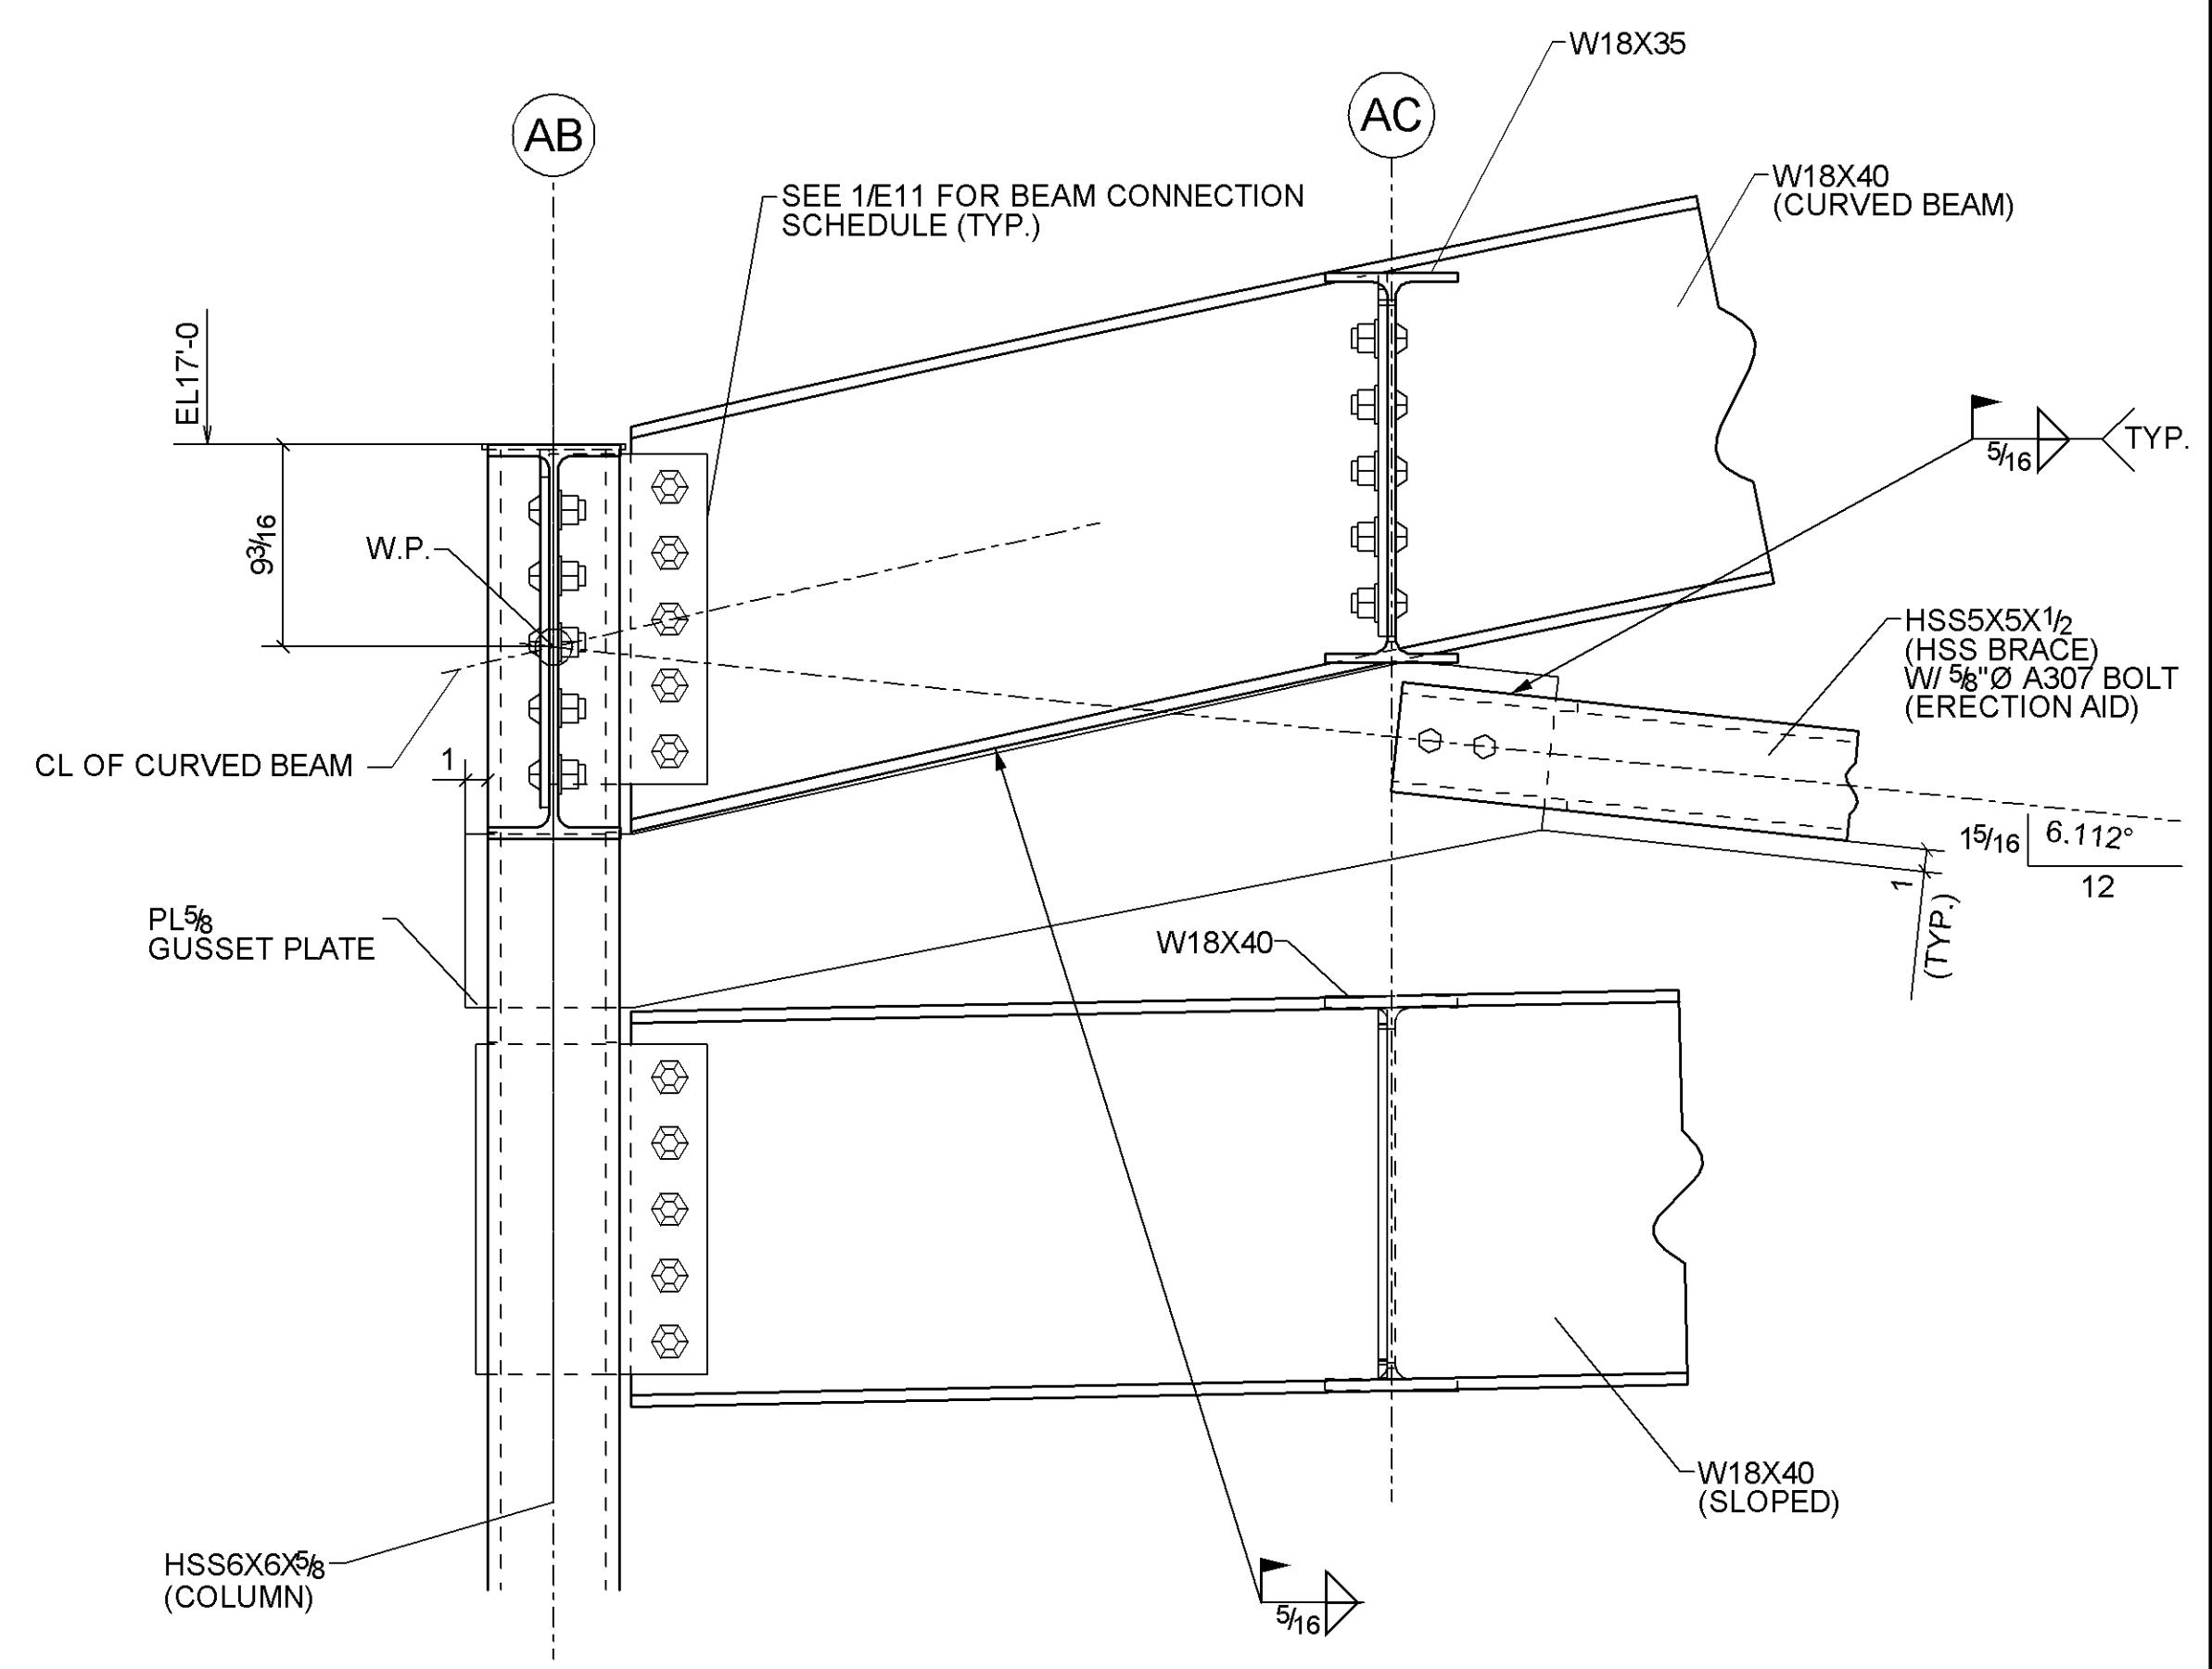 W18X35
AB
AC
SEE 1/E11 FOR BEAM CONNECTION
SCHEDULE (TYP.)
W18X40
(CURVED BEAM)
EL17'-0
9 3/16
W.P.
5/16
TYP.
HSS5X5X1/2
(HSS BRACE)
W/ 5/8"Ø A307 BOLT
(ERECTION AID)
CL OF CURVED BEAM
1
15/16
6.112°
12
1
(TYP.)
PL5/8
GUSSET PLATE
W18X40
W18X40
(SLOPED)
HSS6X6X5/8
(COLUMN)
5/16